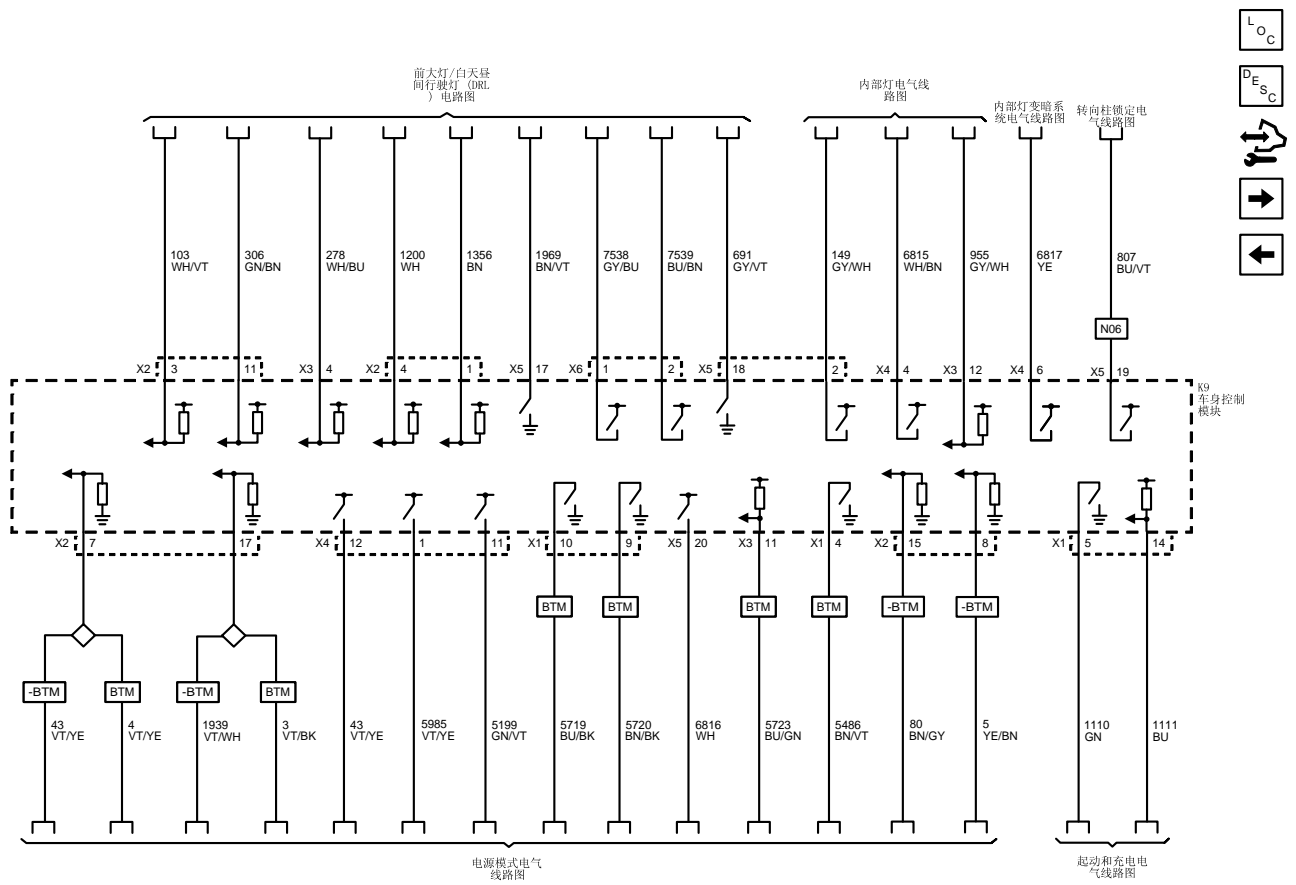 L
O
C
D
E
S
C
前大灯/白天昼
间行驶灯 (DRL
) 电路图
内部灯电气线
路图
内部灯变暗系
统电气线路图
转向柱锁定电
气线路图
103
WH/VT
306
GN/BN
278
WH/BU
1200
WH
1356
BN
1969
BN/VT
7538
GY/BU
7539
BU/BN
691
GY/VT
149
GY/WH
6815
WH/BN
955
GY/WH
6817
YE
807
BU/VT
N06
X2 3 11 X3 4 X2 4 1 X5 17 X6 1 2 X5 18 2 X4 4 X3 12 X4 6 X5 19
K9
车身控制
模块
X2 7 17 X4 12 1 11 X1 10 9 X5 20 X3 11 X1 4 X2 15 8 X1 5 14
BTM BTM BTM BTM -BTM -BTM
-BTM BTM -BTM BTM
43
VT/YE
4
VT/YE
1939
VT/WH
3
VT/BK
43
VT/YE
5985
VT/YE
5199
GN/VT
5719
BU/BK
5720
BN/BK
6816
WH
5723
BU/GN
5486
BN/VT
80
BN/GY
5
YE/BN
1110
GN
1111
BU
电源模式电气
线路图
起动和充电电
气线路图